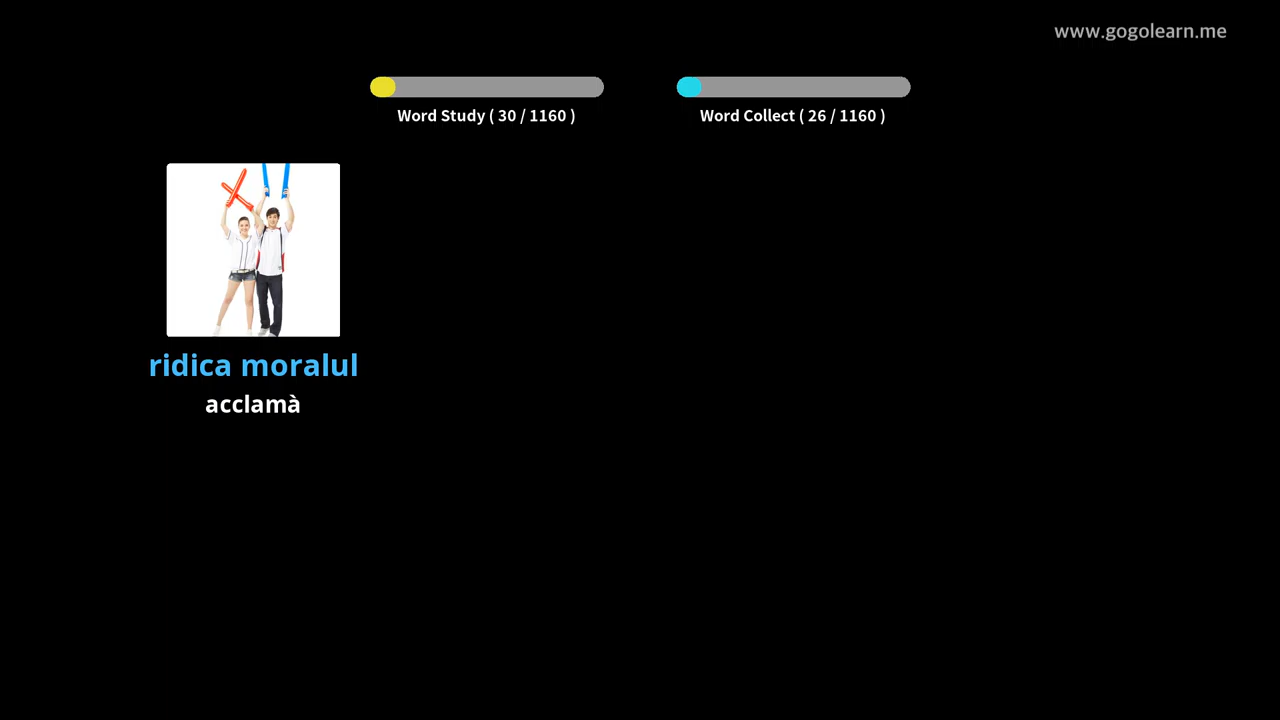 www.gogolearn.me
Word Study ( 30 / 1160 )
Word Collect ( 26 / 1160 )
ridica moralul
acclamà